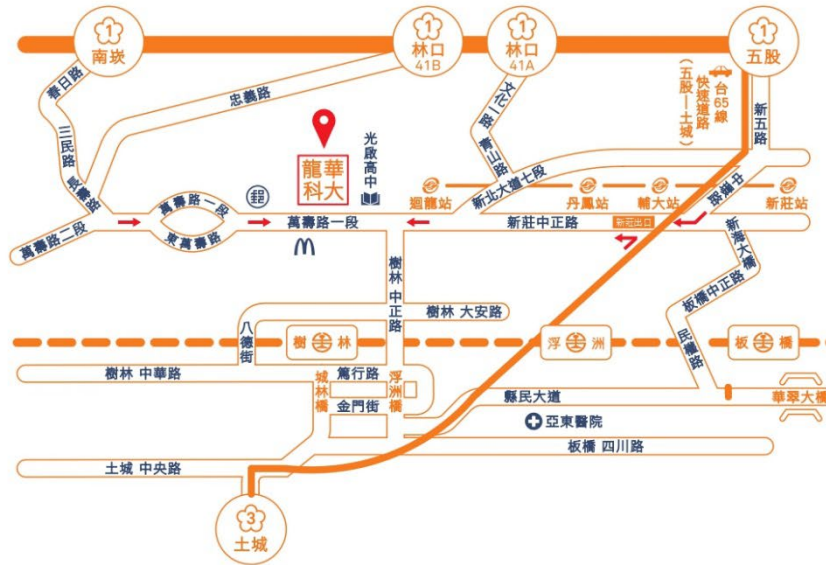 1
南崁
1
林口
41B
1
林口
41A
1
五股
春日路
忠義路
文化一路
青山路
台65線
快速道路
(五股—土城)
新五路
三民路
長壽路
龍華
科大
光啟高中
新北大道七段
中華路
迴龍站
丹鳳站
輔大站
新莊站
萬壽路一段
東萬壽路
郵
萬壽路一段
新莊中正路
新莊出口
萬壽路二段
新海大橋
樹林 中正路
板橋中正路
樹林 大安路
八德街
民權路
樹 林
浮 洲
板 橋
樹林 中華路
篤行路
城林橋
浮洲橋
金門街
縣民大道
華翠大橋
亞東醫院
板橋 四川路
土城 中央路
3
土城